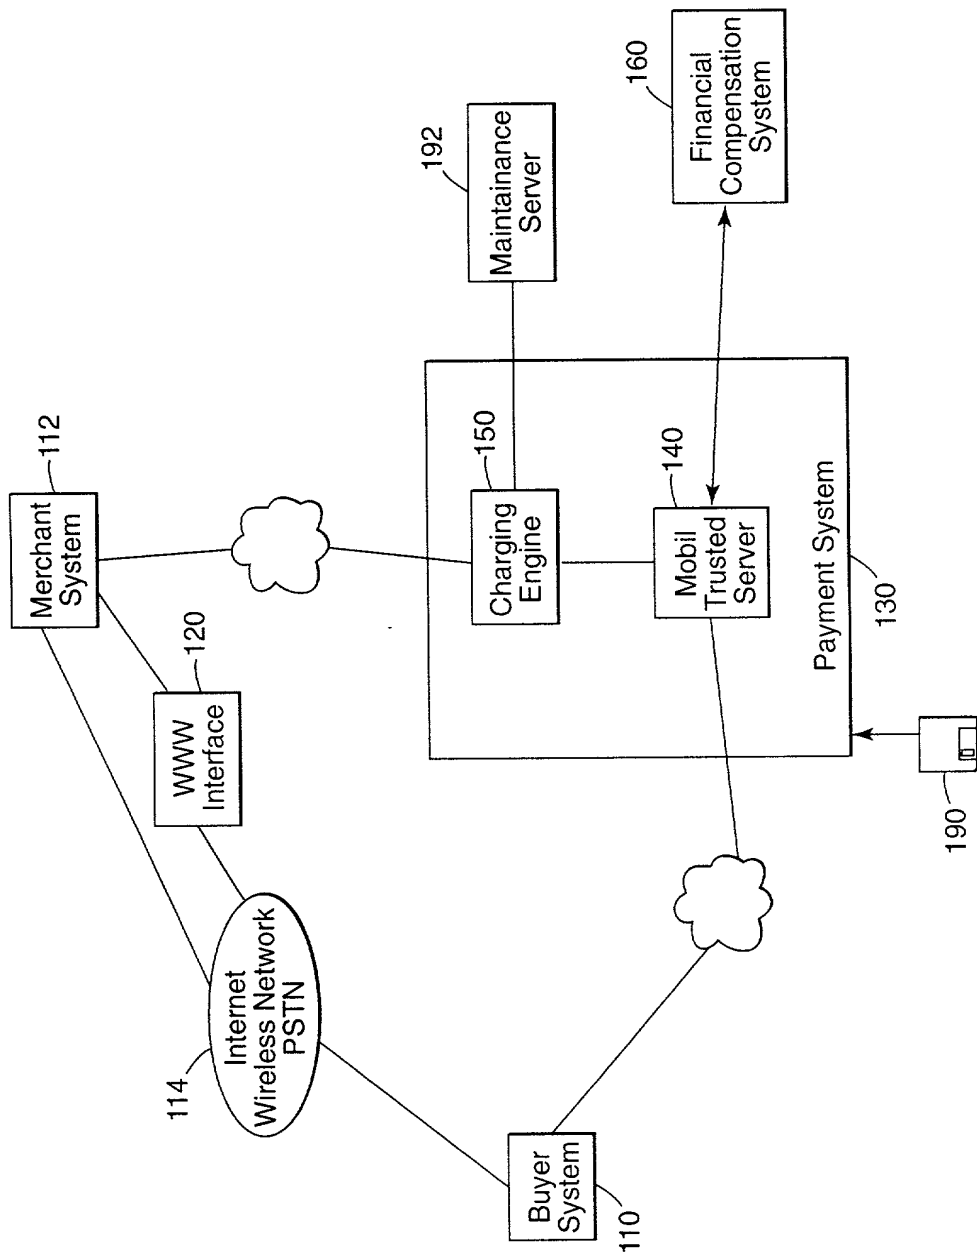 112
Merchant
System
114
Internet
Wireless Network
PSTN
120
WWW
Interface
192
Maintainance
Server
150
Charging
Engine
Buyer
System
110
160
Financial
Compensation
System
140
Mobil
Trusted
Server
Payment System
130
190